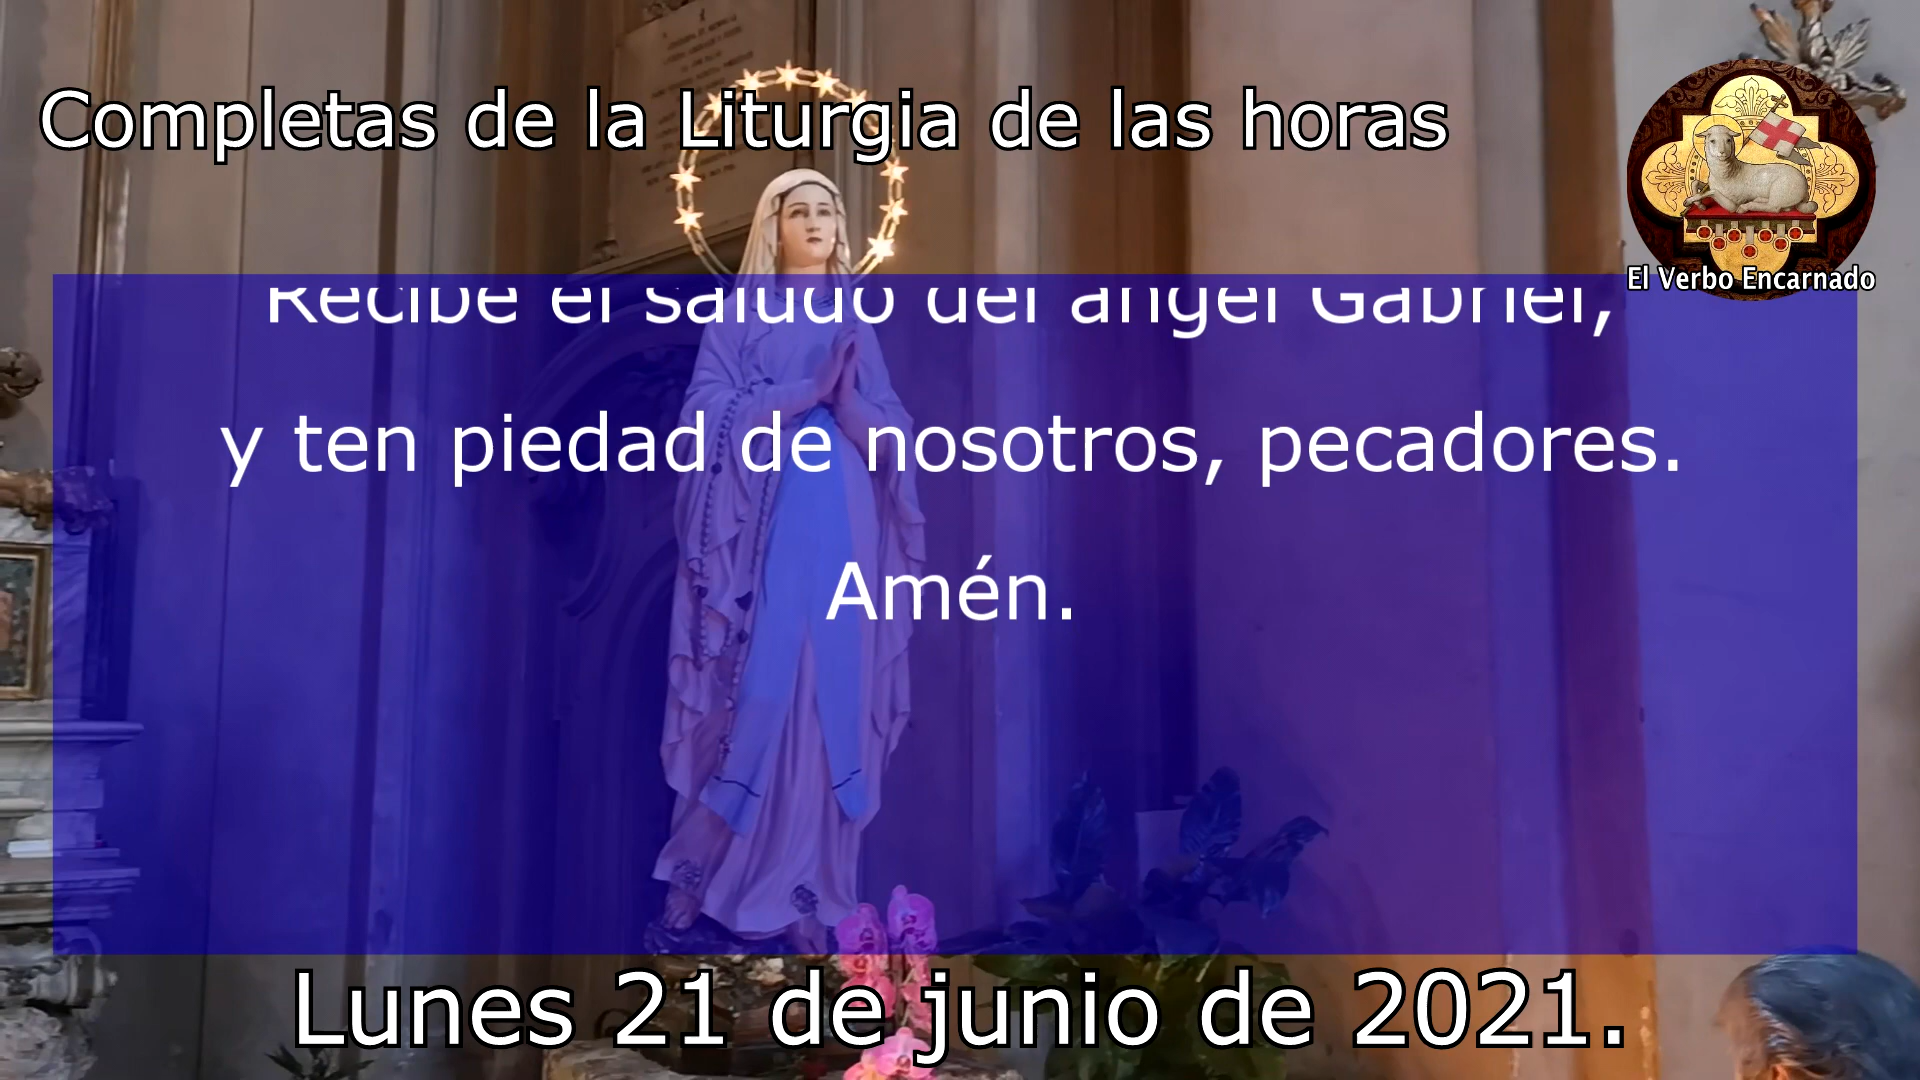 Completas de la Liturgia de las horas
El Verbo Encarnado
Recibe el saludo del ángel Gabriel,
y ten piedad de nosotros, pecadores.
Amén.
Lunes 21 de junio de 2021.